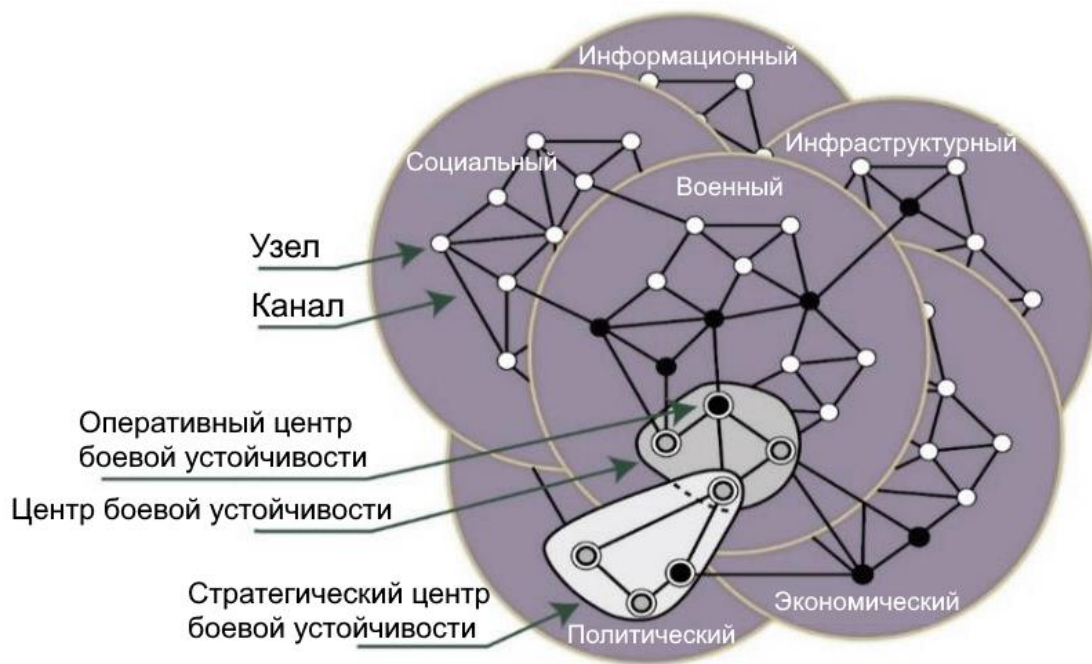 Информационный
Социальный
Инфраструктурный
Военный
Узел
Канал
Оперативный центр
боевой устойчивости
Центр боевой устойчивости
Стратегический центр
боевой устойчивости
Экономический
Политический